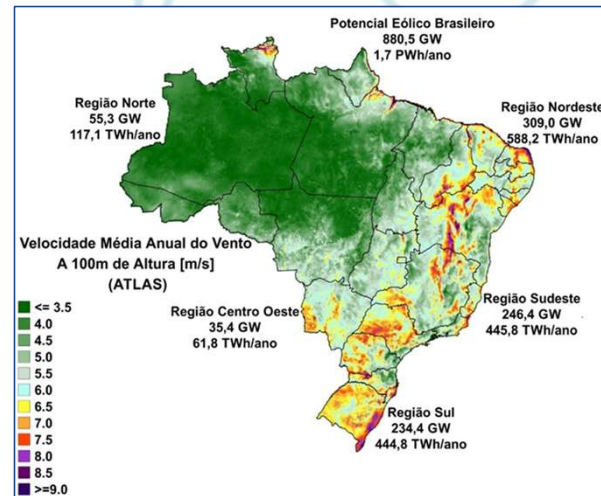 Potencial Eólico Brasileiro
880,5 GW
1,7 PWh/ano
Região Norte
55,3 GW
117,1 TWh/ano
Região Nordeste
309,0 GW
588,2 TWh/ano
Velocidade Média Anual do Vento
A 100m de Altura [m/s]
(ATLAS)
Região Centro Oeste
35,4 GW
61,8 TWh/ano
Região Sudeste
246,4 GW
445,8 TWh/ano
Região Sul
234,4 GW
444,8 TWh/ano
<= 3.5
4.0
4.5
5.0
5.5
6.0
6.5
7.0
7.5
8.0
8.5
>=9.0